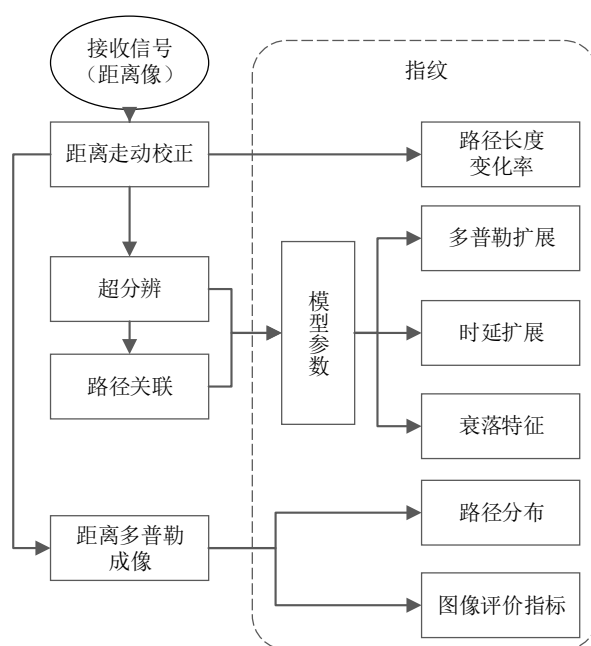 接收信号
（距离像）
指纹
距离走动校正
路径长度
变化率
多普勒扩展
超分辨
模型参数
时延扩展
路径关联
衰落特征
路径分布
距离多普勒
成像
图像评价指标